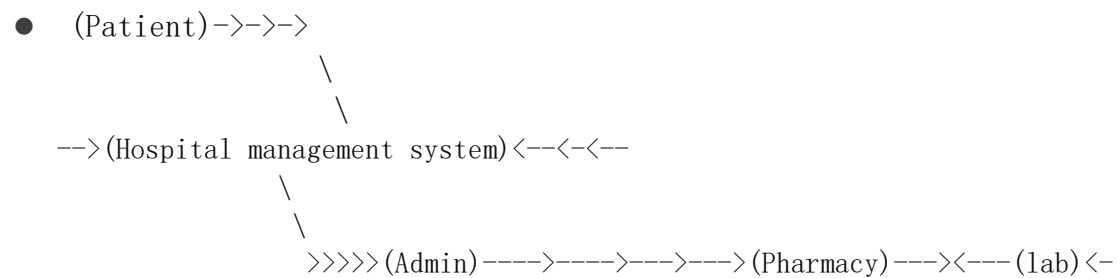 ● (Patient)->->->
\
\
-->(Hospital management system)<--<-<--
\
\
>>>>>(Admin)---->---->--->--->(Pharmacy)---><---(lab)<-